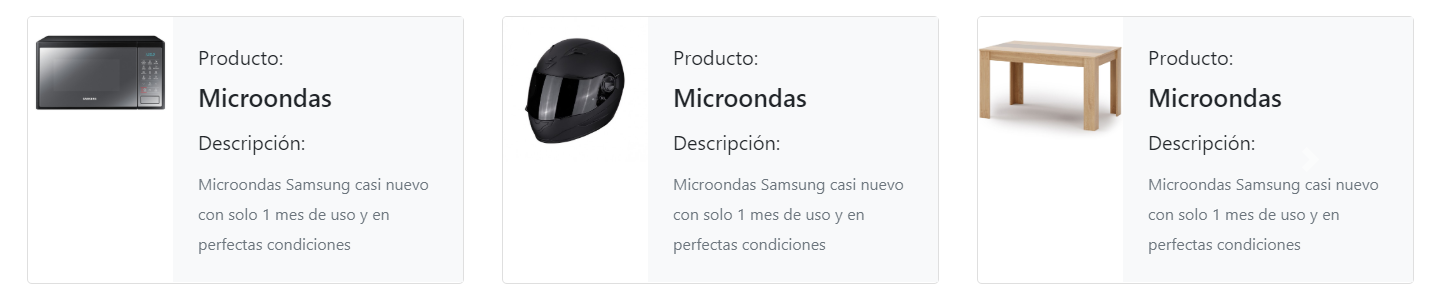 Producto:
Microondas
Descripción:
Microondas Samsung casi nuevo
con solo 1 mes de uso y en
perfectas condiciones
Producto:
Microondas
Descripción:
Microondas Samsung casi nuevo
con solo 1 mes de uso y en
perfectas condiciones
Producto:
Microondas
Descripción:
Microondas Samsung casi nuevo
con solo 1 mes de uso y en
perfectas condiciones